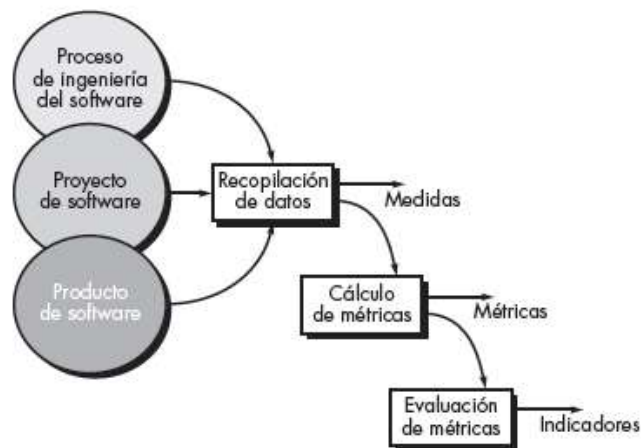 Proceso
de ingeniería
del software
Proyecto
de software
Producto
de software
Recopilación
de datos
Medidas
Cálculo
de métricas
Métricas
Evaluación
de métricas
Indicadores